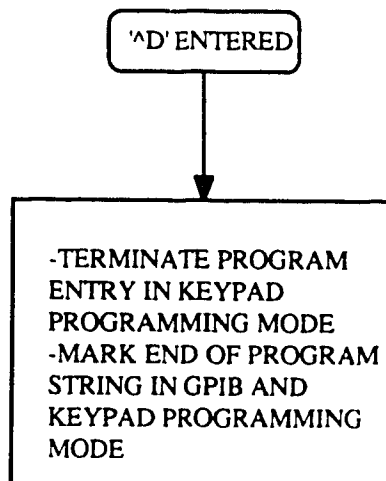 '^D' ENTERED
-TERMINATE PROGRAM
ENTRY IN KEYPAD
PROGRAMMING MODE
-MARK END OF PROGRAM
STRING IN GPIB AND
KEYPAD PROGRAMMING
MODE